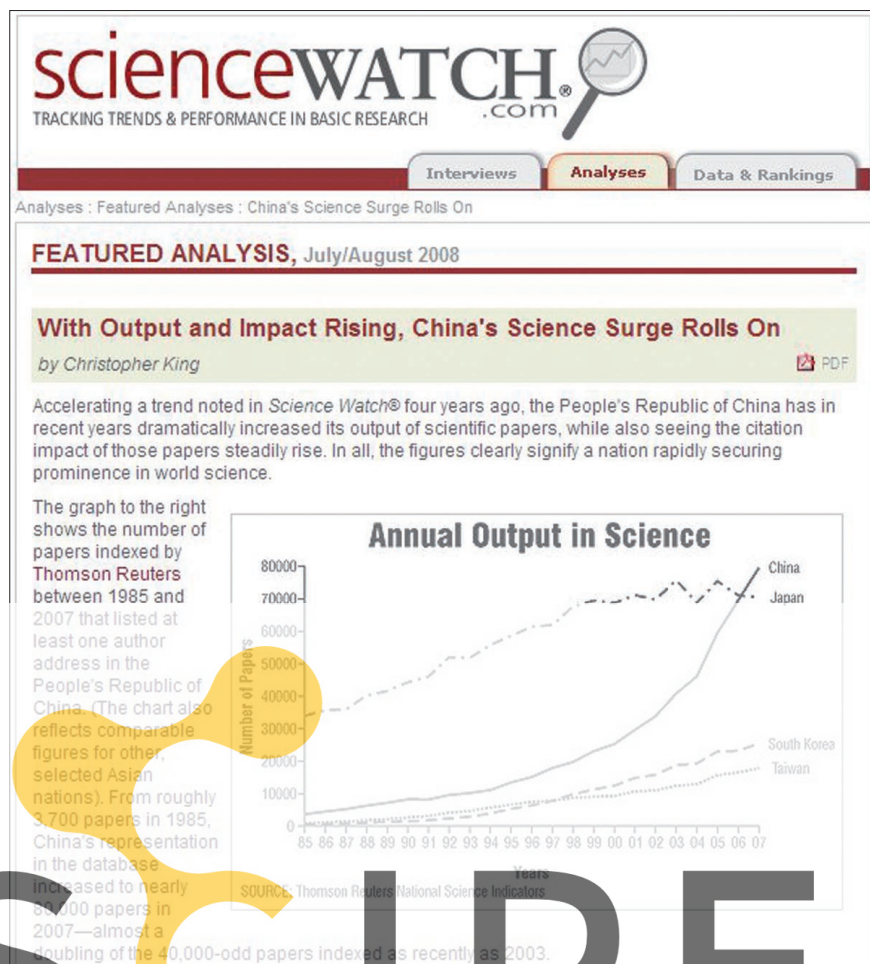 scienceWATCH®
.com
TRACKING TRENDS & PERFORMANCE IN BASIC RESEARCH
Interviews
Analyses
Data & Rankings
Analyses : Featured Analyses : China's Science Surge Rolls On
FEATURED ANALYSIS, July/August 2008
With Output and Impact Rising, China's Science Surge Rolls On
by Christopher King
PDF
Accelerating a trend noted in Science Watch® four years ago, the People's Republic of China has in
recent years dramatically increased its output of scientific papers, while also seeing the citation
impact of those papers steadily rise. In all, the figures clearly signify a nation rapidly securing
prominence in world science.
The graph to the right
shows the number of
papers indexed by
Thomson Reuters
between 1985 and
2007 that listed at
least one author
address in the
People's Republic of
China. (The chart also
reflects comparable
figures for other,
selected Asian
nations). From roughly
3,700 papers in 1985,
China's representation
in the database
increased to nearly
80,000 papers in
2007—almost a
doubling of the 40,000-odd papers indexed as recently as 2003.
Annual Output in Science
Number of Papers
80000
70000
60000
50000
40000
30000
20000
10000
0
85 86 87 88 89 90 91 92 93 94 95 96 97 98 99 00 01 02 03 04 05 06 07
Years
China
Japan
South Korea
Taiwan
SOURCE: Thomson Reuters National Science Indicators